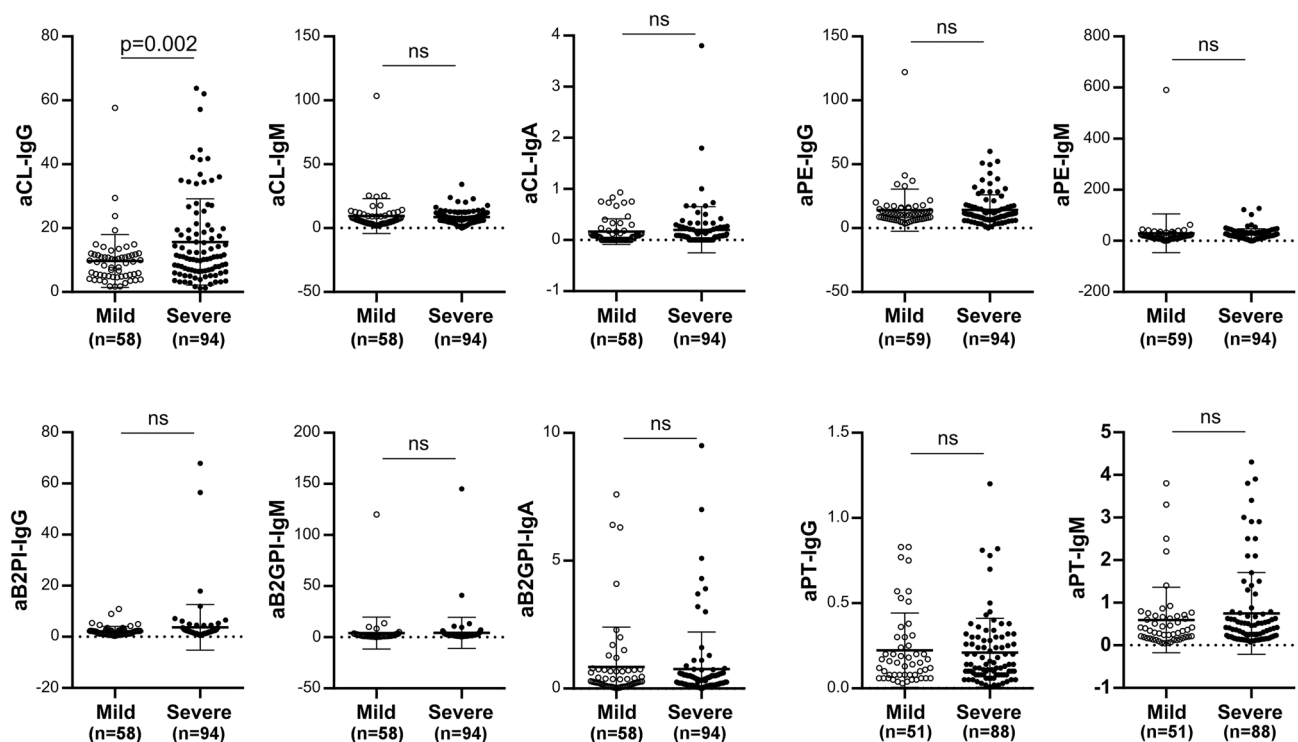 p=0.002
aCL-IgG
80
60
40
20
0
Mild Severe
(n=58) (n=94)
ns
aCL-IgM
150
100
50
0
-50
Mild Severe
(n=58) (n=94)
ns
aCL-IgA
4
3
2
1
0
-1
Mild Severe
(n=58) (n=94)
ns
aPE-IgG
150
100
50
0
-50
Mild Severe
(n=59) (n=94)
ns
aPE-IgM
800
600
400
200
0
-200
Mild Severe
(n=59) (n=94)
ns
aB2PI-IgG
80
60
40
20
0
-20
Mild Severe
(n=58) (n=94)
ns
aB2GPI-IgM
200
150
100
50
0
-50
Mild Severe
(n=58) (n=94)
ns
aB2GPI-IgA
10
5
0
Mild Severe
(n=58) (n=94)
ns
aPT-IgG
1.5
1.0
0.5
0.0
Mild Severe
(n=51) (n=88)
ns
aPT-IgM
5
4
3
2
1
0
-1
Mild Severe
(n=51) (n=88)